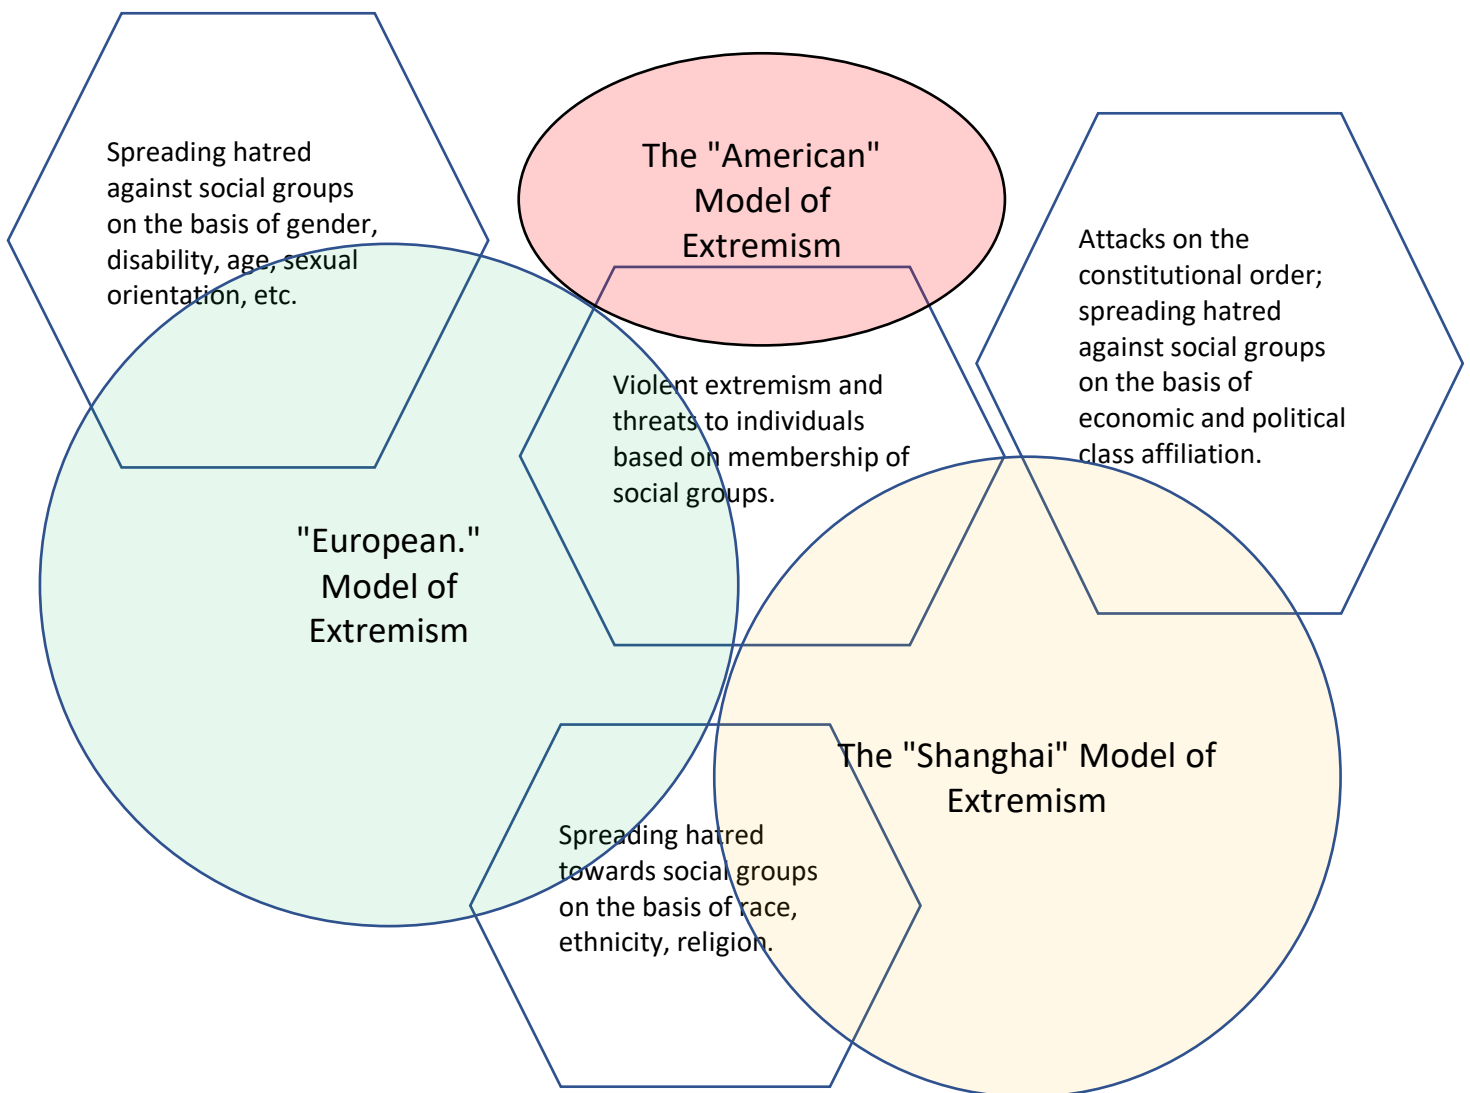 Spreading hatred
against social groups
on the basis of gender,
disability, age, sexual
orientation, etc.
The "American"
Model of
Extremism
Attacks on the
constitutional order;
spreading hatred
against social groups
on the basis of
economic and political
class affiliation.
Violent extremism and
threats to individuals
based on membership of
social groups.
"European."
Model of
Extremism
The "Shanghai" Model of
Extremism
Spreading hatred
towards social groups
on the basis of race,
ethnicity, religion.